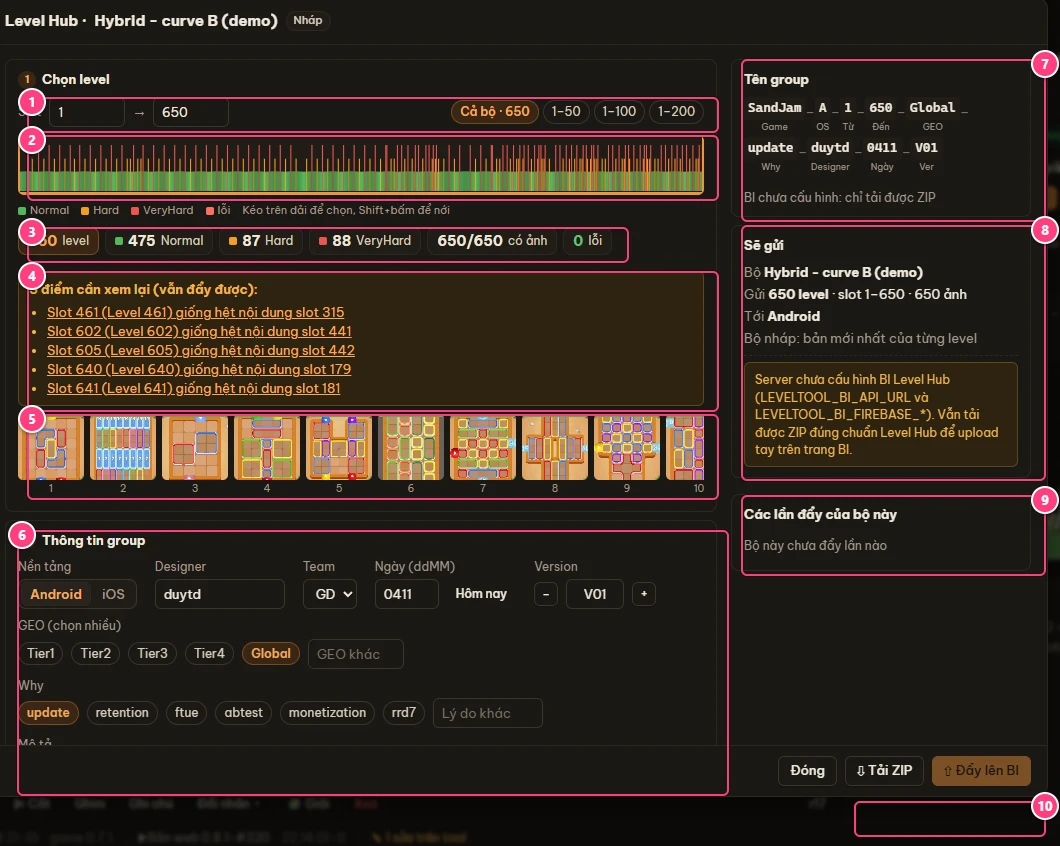 Level Hub · Hybrid - curve B (demo) Nháp
1 Chọn level
1
1 → 650
Cả bộ · 650 1-50 1-100 1-200
2
Normal Hard VeryHard lỗi Kéo trên dải để chọn, Shift+bấm để nới
3
level 475 Normal 87 Hard 88 VeryHard 650/650 có ảnh 0 lỗi
4
điểm cần xem lại (vẫn đẩy được):
Slot 461 (Level 461) giống hệt nội dung slot 315
Slot 602 (Level 602) giống hệt nội dung slot 441
Slot 605 (Level 605) giống hệt nội dung slot 442
Slot 640 (Level 640) giống hệt nội dung slot 179
Slot 641 (Level 641) giống hệt nội dung slot 181
5
1 2 3 4 5 6 7 8 9 10
6
Thông tin group
Nền tảng Designer Team Ngày (ddMM) Version
Android iOS duytd GD 0411 Hôm nay - V01 +
GEO (chọn nhiều)
Tier1 Tier2 Tier3 Tier4 Global GEO khác
Why
update retention ftue abtest monetization rrd7 Lý do khác
Mô tả
7
Tên group
SandJam _ A _ 1 _ 650 _ Global _
Game OS Từ Đến GEO
update _ duytd _ 0411 _ V01
Why Designer Ngày Ver
BI chưa cấu hình: chỉ tải được ZIP
8
Sẽ gửi
Bộ Hybrid - curve B (demo)
Gửi 650 level · slot 1-650 · 650 ảnh
Tới Android
Bộ nháp: bản mới nhất của từng level
Server chưa cấu hình BI Level Hub
(LEVELTOOL_BI_API_URL và
LEVELTOOL_BI_FIREBASE_*). Vẫn tải
được ZIP đúng chuẩn Level Hub để upload
tay trên trang BI.
9
Các lần đẩy của bộ này
Bộ này chưa đẩy lần nào
Đóng ⇩ Tải ZIP ⇧ Đẩy lên BI
10